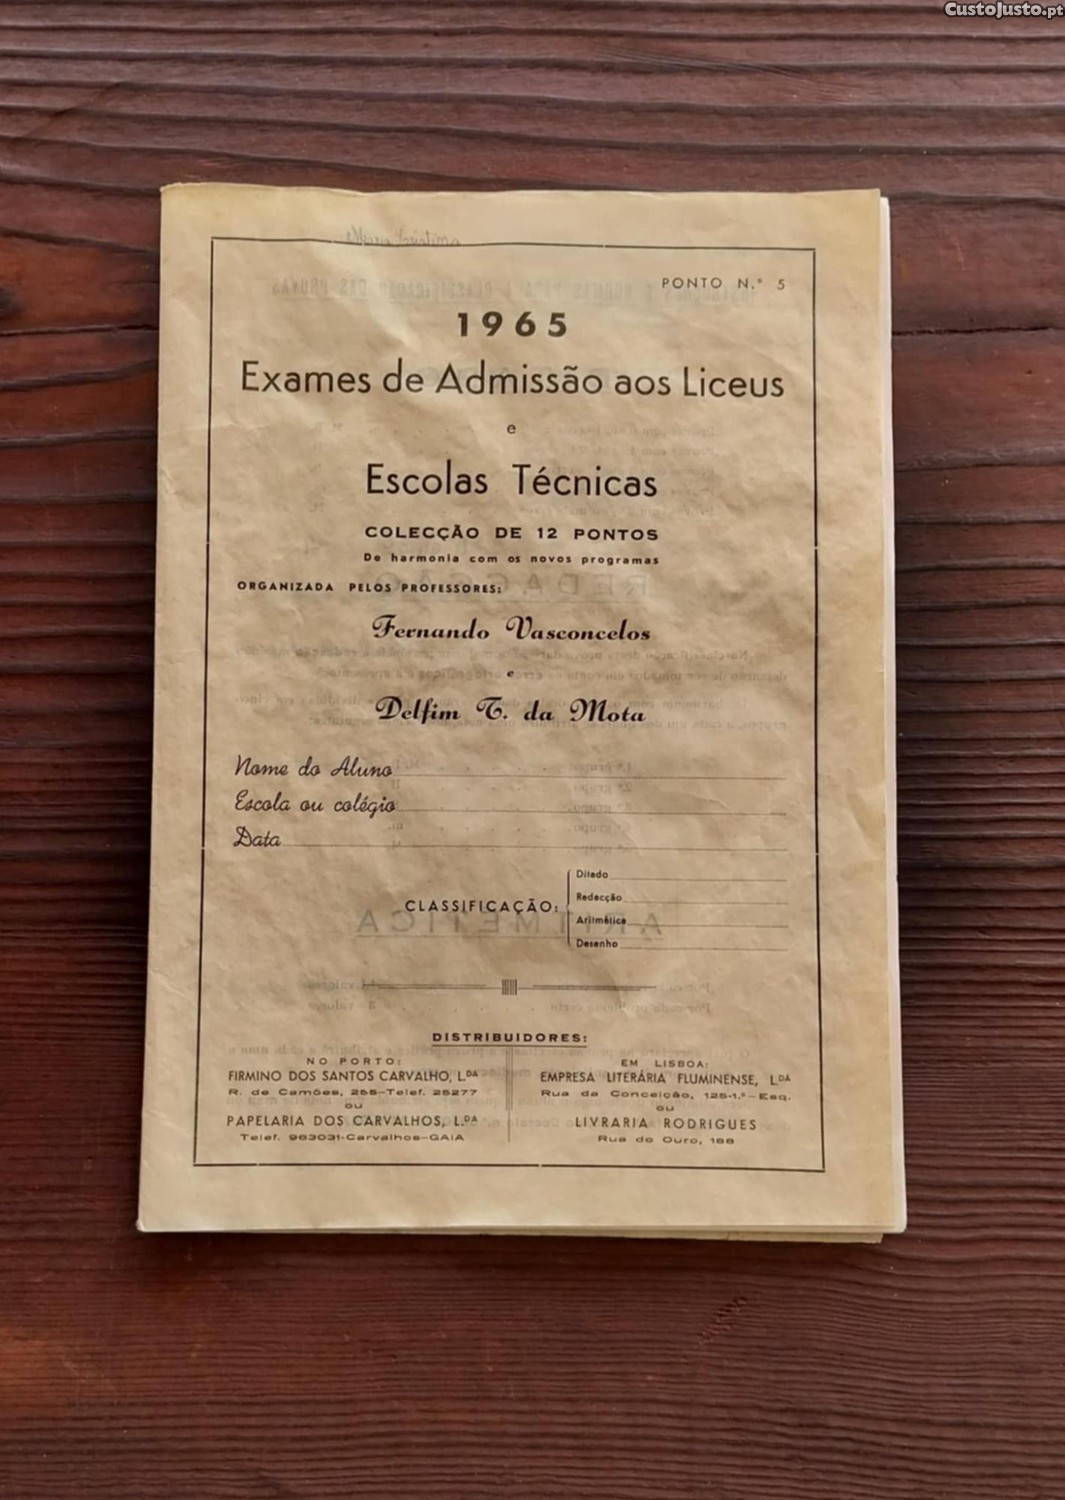 CustoJusto.pt
PONTO N.º 5
1965
Exames de Admissão aos Liceus
e
Escolas Técnicas
COLECÇÃO DE 12 PONTOS
De harmonia com os novos programas
ORGANIZADA PELOS PROFESSORES:
Fernando Vasconcelos
e
Delfim T. da Mota
Nome do Aluno
Escola ou colégio
Data
CLASSIFICAÇÃO:
Ditado
Redacção
Aritmética
Desenho
DISTRIBUIDORES:
NO PORTO:
FIRMINO DOS SANTOS CARVALHO, L.DA
R. de Camões, 255-Telef. 25277
OU
PAPELARIA DOS CARVALHOS, L.DA
Telef. 963031-Carvalhos-GAIA
EM LISBOA:
EMPRESA LITERÁRIA FLUMINENSE, L.DA
Rua da Conceição, 125-1.º-Esq.
OU
LIVRARIA RODRIGUES
Rua do Ouro, 188